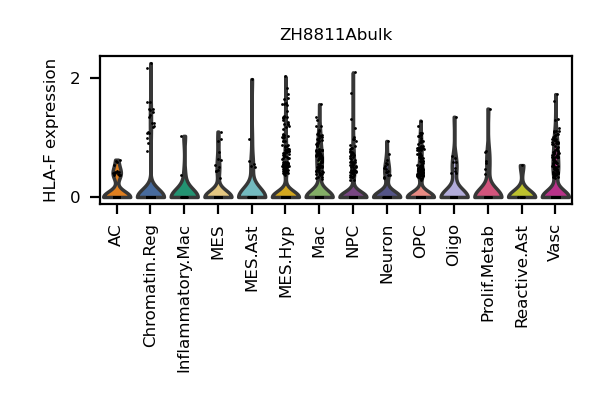 ZH8811Abulk
HLA-F expression
2
0
AC
Chromatin.Reg
Inflammatory.Mac
MES
MES.Ast
MES.Hyp
Mac
NPC
Neuron
OPC
Oligo
Prolif.Metab
Reactive.Ast
Vasc